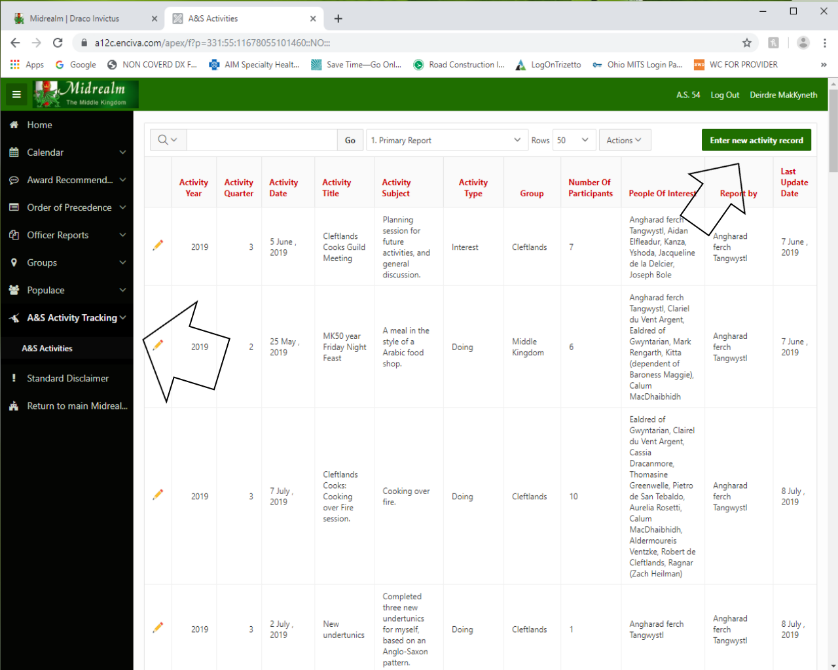 Midrealm | Draco Invictus
A&S Activities
a12c.enciva.com/apex/f?p=331:55:11678055101460::NO:::
Apps
Google
NON COVERD DX F...
AIM Specialty Healt...
Save Time—Go Onl...
Road Construction I...
LogOnTrizetto
Ohio MITS Login Pa...
WC FOR PROVIDER
»
Midrealm
The Middle Kingdom
A.S. 54
Log Out
Deirdre MakKyneth
Home
Calendar
Award Recommend...
Order of Precedence
Officer Reports
Groups
Populace
A&S Activity Tracking
A&S Activities
Standard Disclaimer
Return to main Midreal...
Go
1. Primary Report
Rows
50
Actions
Enter new activity record
Activity
Year
Activity
Quarter
Activity
Date
Activity
Title
Activity
Subject
Activity
Type
Group
Number Of
Participants
People Of Interest
Report by
Last
Update
Date
2019
3
5 June ,
2019
Cleftlands
Cooks Guild
Meeting
Planning
session for
future
activities, and
general
discussion.
Interest
Cleftlands
7
Angharad ferch
Tangwystl, Aidan
Elfleadur, Kanza,
Yshoda, Jacqueline
de la Delcier,
Joseph Bole
Angharad
ferch
Tangwystl
7 June ,
2019
2019
2
25 May ,
2019
MK50 year
Friday Night
Feast
A meal in the
style of a
Arabic food
shop.
Doing
Middle
Kingdom
6
Angharad ferch
Tangwystl, Clariel
du Vent Argent,
Ealdred of
Gwyntarian, Mark
Rengarth, Kitta
(dependent of
Baroness Maggie),
Calum
MacDhaibhidh
Angharad
ferch
Tangwystl
7 June ,
2019
2019
3
7 July ,
2019
Cleftlands
Cooks:
Cooking
over Fire
session.
Cooking over
fire.
Doing
Cleftlands
10
Ealdred of
Gwyntarian, Clairel
du Vent Argent,
Cassia
Dracanmore,
Thomasine
Greenwelle, Pietro
de San Tebaldo,
Aurelia Rosetti,
Calum
MacDhaibhidh,
Aldermoureis
Ventzke, Robert de
Cleftlands, Ragnar
(Zach Heilman)
Angharad
ferch
Tangwystl
8 July ,
2019
2019
3
2 July ,
2019
New
undertunics
Completed
three new
undertunics
for myself,
based on an
Anglo-Saxon
pattern.
Doing
Cleftlands
1
Angharad ferch
Tangwystl
Angharad
ferch
Tangwystl
8 July ,
2019